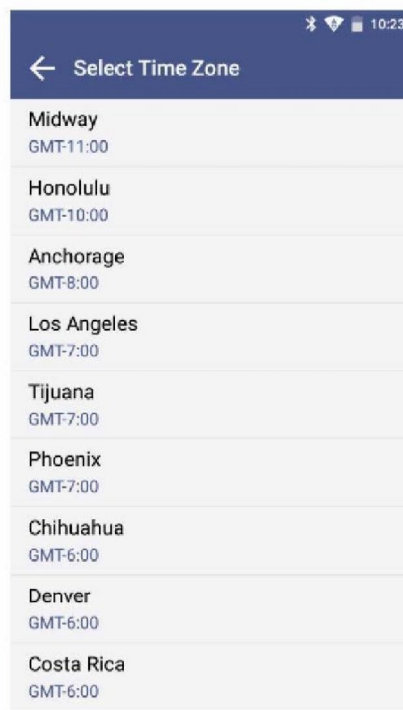 10:23
Select Time Zone
Midway
GMT-11:00
Honolulu
GMT-10:00
Anchorage
GMT-8:00
Los Angeles
GMT-7:00
Tijuana
GMT-7:00
Phoenix
GMT-7:00
Chihuahua
GMT-6:00
Denver
GMT-6:00
Costa Rica
GMT-6:00